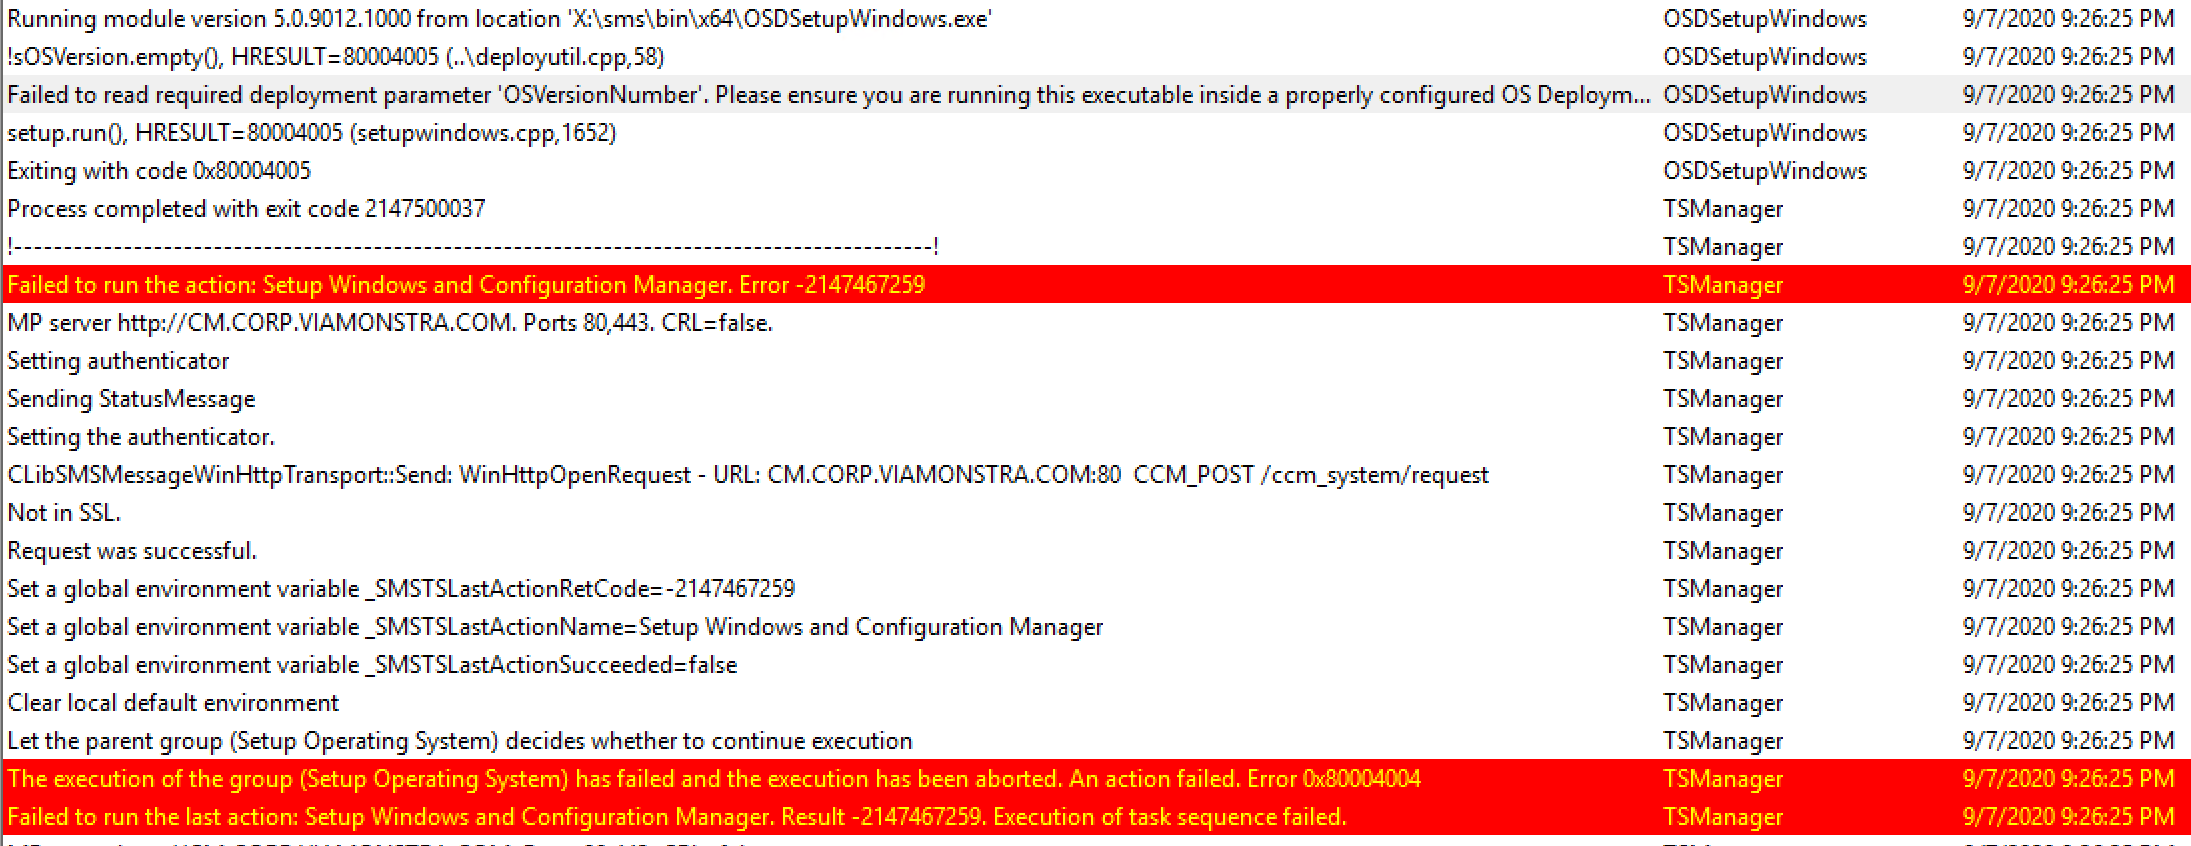 Running module version 5.0.9012.1000 from location 'X:\sms\bin\x64\OSDSetupWindows.exe' OSDSetupWindows 9/7/2020 9:26:25 PM
!sOSVersion.empty(), HRESULT=80004005 (..\deployutil.cpp,58) OSDSetupWindows 9/7/2020 9:26:25 PM
Failed to read required deployment parameter 'OSVersionNumber'. Please ensure you are running this executable inside a properly configured OS Deploym... OSDSetupWindows 9/7/2020 9:26:25 PM
setup.run(), HRESULT=80004005 (setupwindows.cpp,1652) OSDSetupWindows 9/7/2020 9:26:25 PM
Exiting with code 0x80004005 OSDSetupWindows 9/7/2020 9:26:25 PM
Process completed with exit code 2147500037 TSManager 9/7/2020 9:26:25 PM
!--------------------------------------------------------------------------------------------! TSManager 9/7/2020 9:26:25 PM
Failed to run the action: Setup Windows and Configuration Manager. Error -2147467259 TSManager 9/7/2020 9:26:25 PM
MP server http://CM.CORP.VIAMONSTRA.COM. Ports 80,443. CRL=false. TSManager 9/7/2020 9:26:25 PM
Setting authenticator TSManager 9/7/2020 9:26:25 PM
Sending StatusMessage TSManager 9/7/2020 9:26:25 PM
Setting the authenticator. TSManager 9/7/2020 9:26:25 PM
CLibSMSMessageWinHttpTransport::Send: WinHttpOpenRequest - URL: CM.CORP.VIAMONSTRA.COM:80  CCM_POST /ccm_system/request TSManager 9/7/2020 9:26:25 PM
Not in SSL. TSManager 9/7/2020 9:26:25 PM
Request was successful. TSManager 9/7/2020 9:26:25 PM
Set a global environment variable _SMSTSLastActionRetCode=-2147467259 TSManager 9/7/2020 9:26:25 PM
Set a global environment variable _SMSTSLastActionName=Setup Windows and Configuration Manager TSManager 9/7/2020 9:26:25 PM
Set a global environment variable _SMSTSLastActionSucceeded=false TSManager 9/7/2020 9:26:25 PM
Clear local default environment TSManager 9/7/2020 9:26:25 PM
Let the parent group (Setup Operating System) decides whether to continue execution TSManager 9/7/2020 9:26:25 PM
The execution of the group (Setup Operating System) has failed and the execution has been aborted. An action failed. Error 0x80004004 TSManager 9/7/2020 9:26:25 PM
Failed to run the last action: Setup Windows and Configuration Manager. Result -2147467259. Execution of task sequence failed. TSManager 9/7/2020 9:26:25 PM